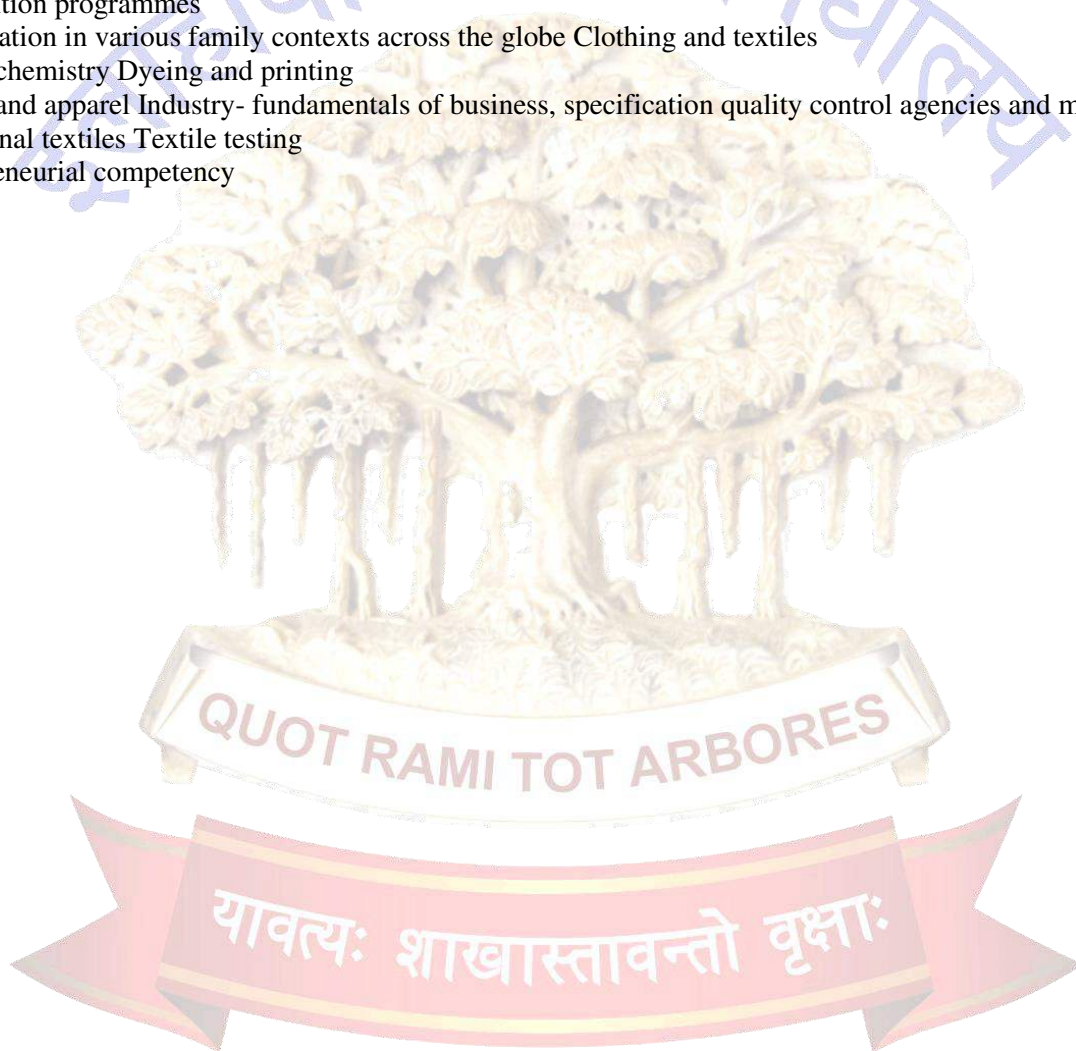 tion programmes
ation in various family contexts across the globe Clothing and textiles
chemistry Dyeing and printing
and apparel Industry- fundamentals of business, specification quality control agencies and m
nal textiles Textile testing
eneurial competency
QUOT RAMI TOT ARBORES
यावत्यः शाखास्तावन्तो वृक्षाः